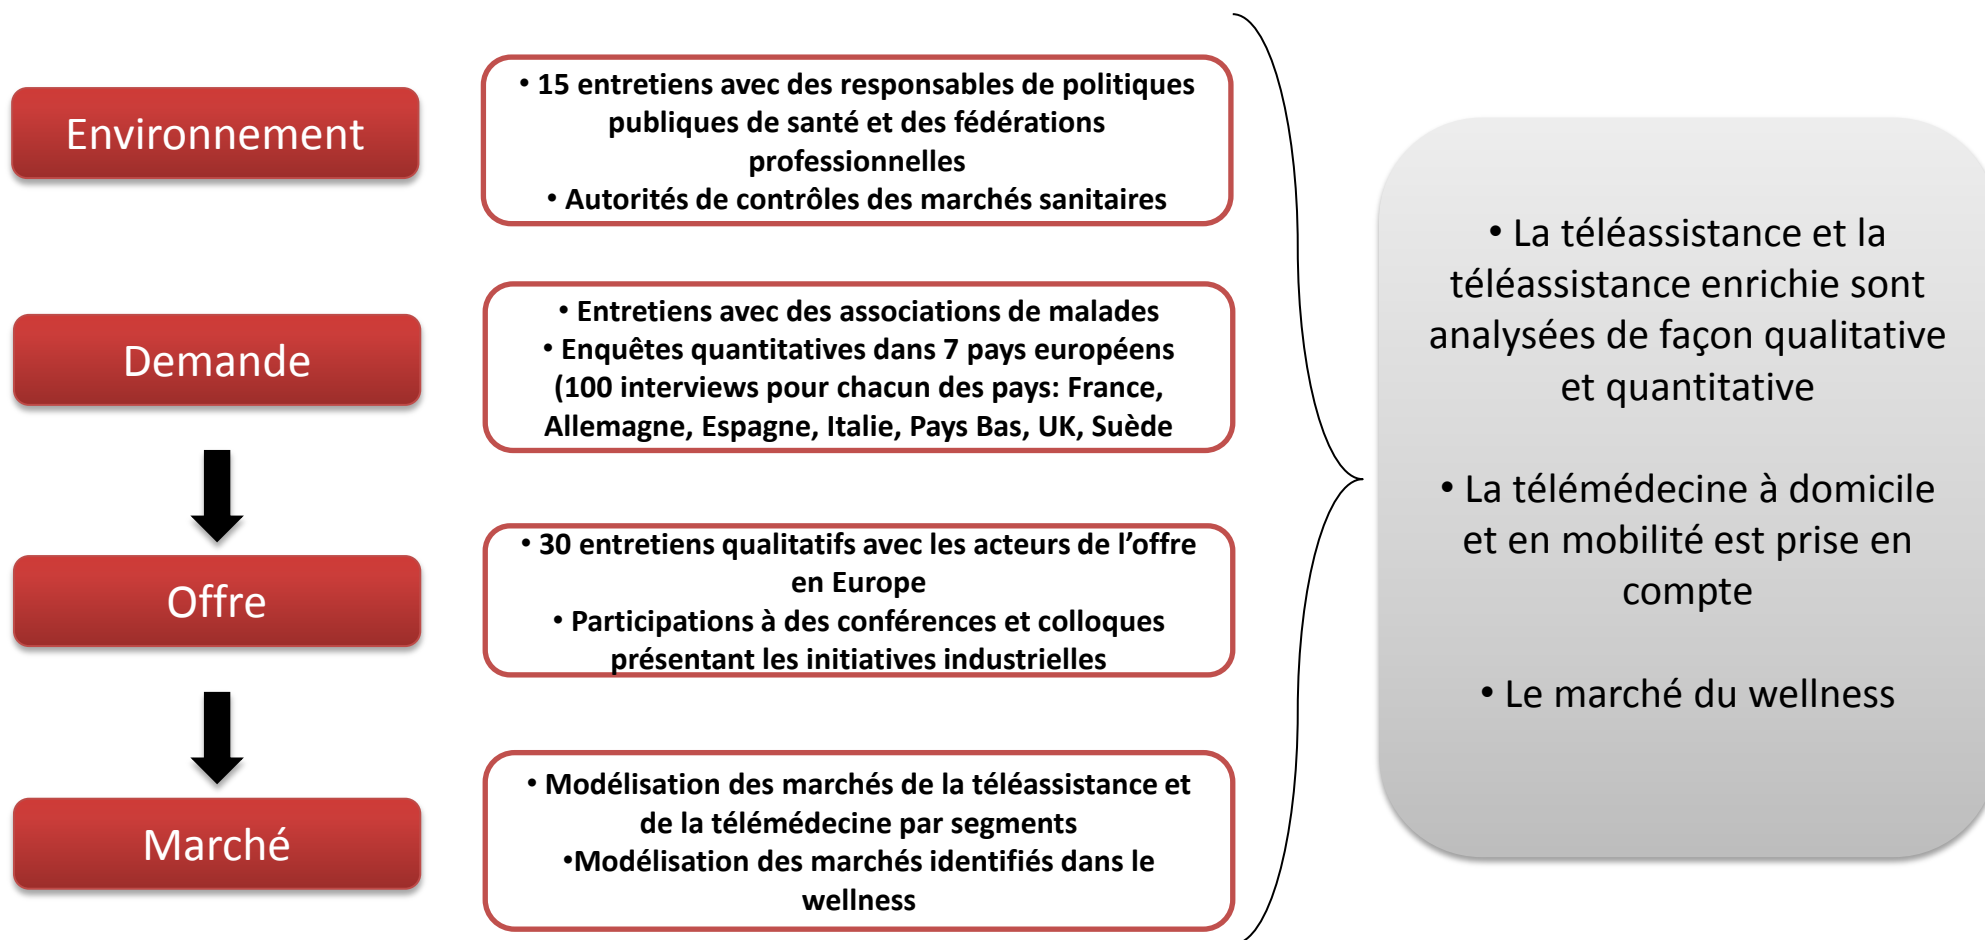 Environnement
• 15 entretiens avec des responsables de politiques
publiques de santé et des fédérations
professionnelles
• Autorités de contrôles des marchés sanitaires
Demande
• Entretiens avec des associations de malades
• Enquêtes quantitatives dans 7 pays européens
(100 interviews pour chacun des pays: France,
Allemagne, Espagne, Italie, Pays Bas, UK, Suède
Offre
• 30 entretiens qualitatifs avec les acteurs de l’offre
en Europe
• Participations à des conférences et colloques
présentant les initiatives industrielles
Marché
• Modélisation des marchés de la téléassistance et
de la télémédecine par segments
•Modélisation des marchés identifiés dans le
wellness
• La téléassistance et la
téléassistance enrichie sont
analysées de façon qualitative
et quantitative
• La télémédecine à domicile
et en mobilité est prise en
compte
• Le marché du wellness